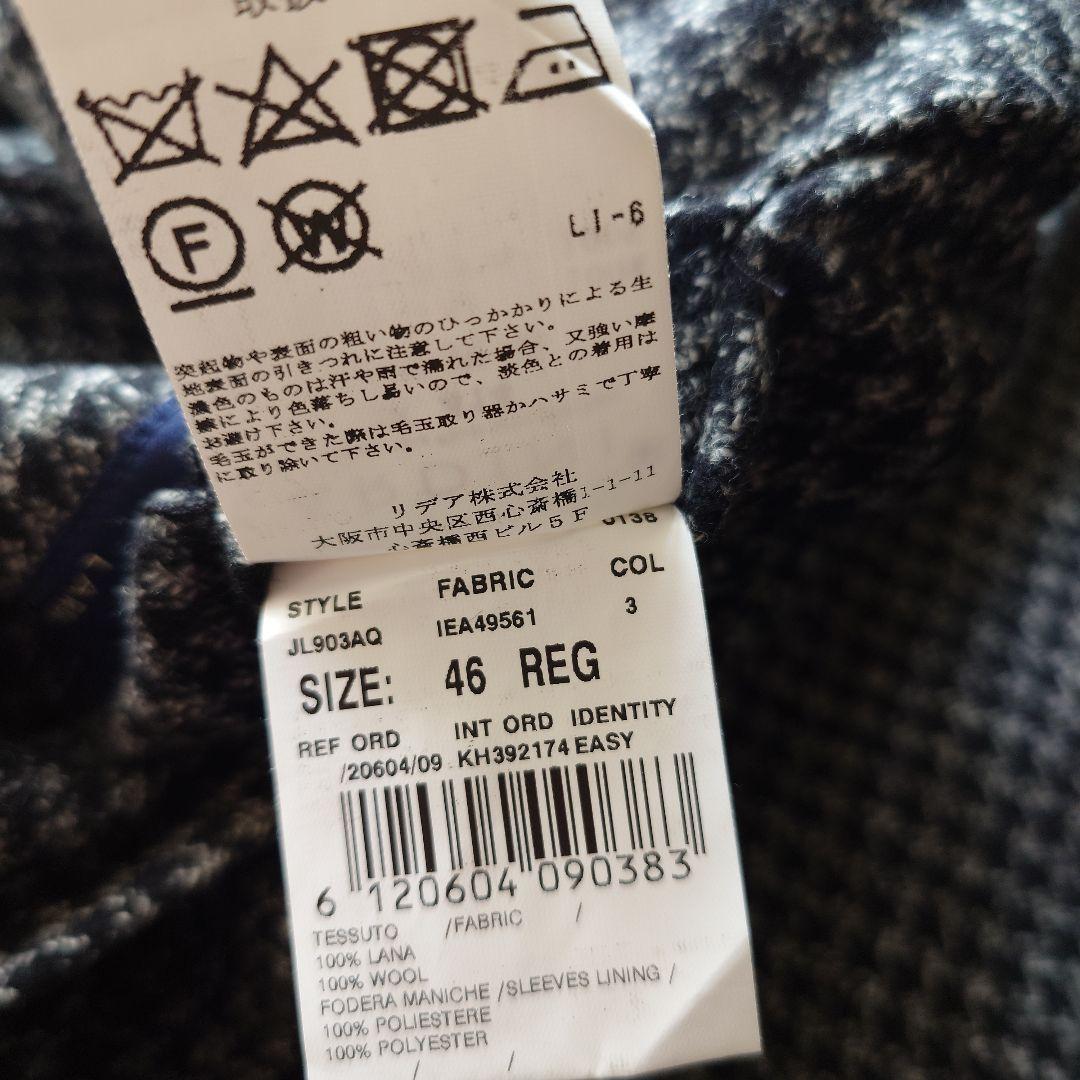 F
W
LI-6
突起物や表面の粗い物のひっかかりによる生
地表面の引きつれに注意して下さい。
濃色のものは汗や雨で濡れた場合、又強い摩
擦により色落ちし易いので、淡色との着用は
お避け下さい。
毛玉ができた際は毛玉取り器かハサミで丁寧
に取り除いて下さい。
リデア株式会社
大阪市中央区西心斎橋1-1-11
心斎橋西ビル5F
0138
STYLE FABRIC COL
JL903AQ IEA49561 3
SIZE: 46 REG
REF ORD INT ORD IDENTITY
/20604/09 KH392174 EASY
6 120604 090383
TESSUTO /FABRIC /
100% LANA
100% WOOL
FODERA MANICHE /SLEEVES LINING /
100% POLIESTERE
100% POLYESTER
/ /